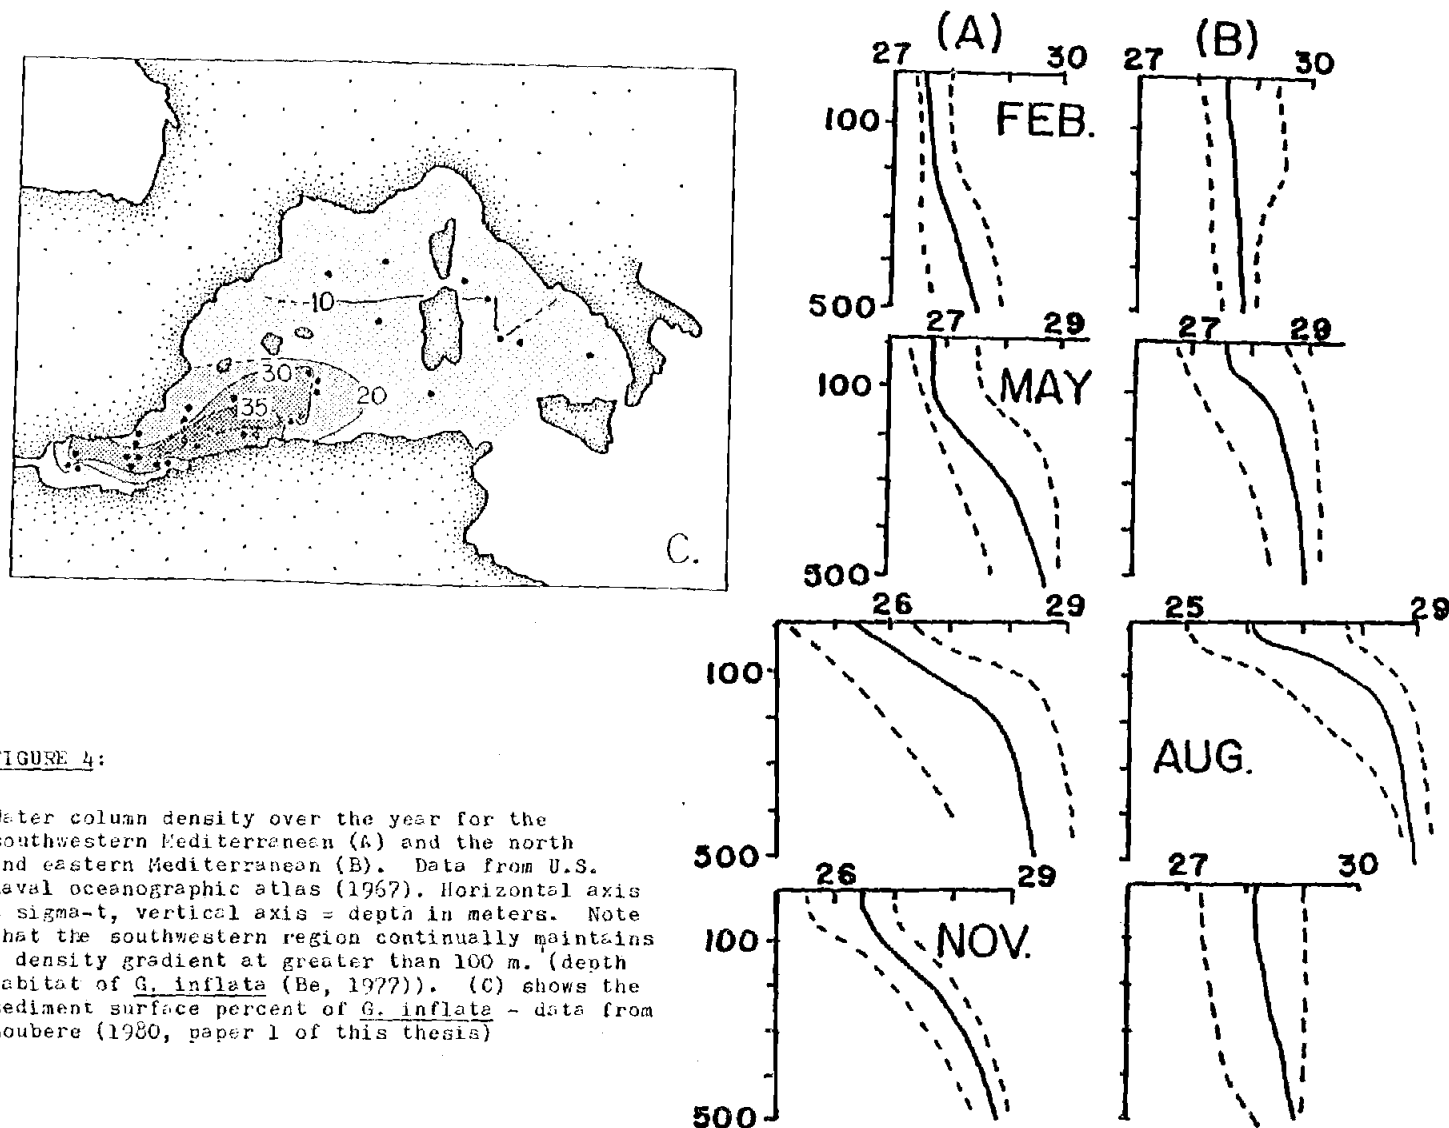 (A) (B)
27 30 27 30
100
FEB.
500
27 29 27 29
100
MAY
500
26 29 25 29
100
AUG.
500
26 29 27 30
100
NOV.
500
10
30
20
35
C.
FIGURE 4:
Water column density over the year for the
southwestern Mediterranean (A) and the north
and eastern Mediterranean (B). Data from U.S.
naval oceanographic atlas (1967). Horizontal axis
sigma-t, vertical axis = depth in meters. Note
that the southwestern region continually maintains
density gradient at greater than 100 m. (depth
habitat of G. inflata (Be, 1977)). (C) shows the
sediment surface percent of G. inflata - data from
(1980, paper 1 of this thesis)